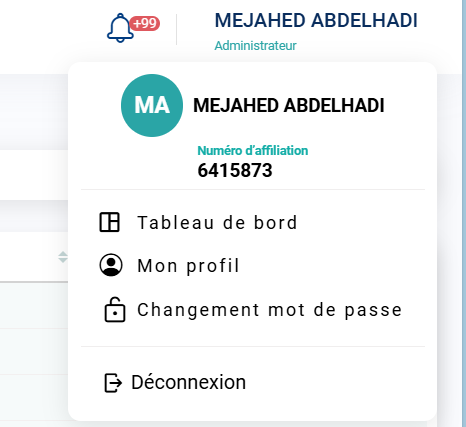 +99
MEJAHED ABDELHADI
Administrateur
MA
MEJAHED ABDELHADI
Numéro d'affiliation
6415873
Tableau de bord
Mon profil
Changement mot de passe
Déconnexion